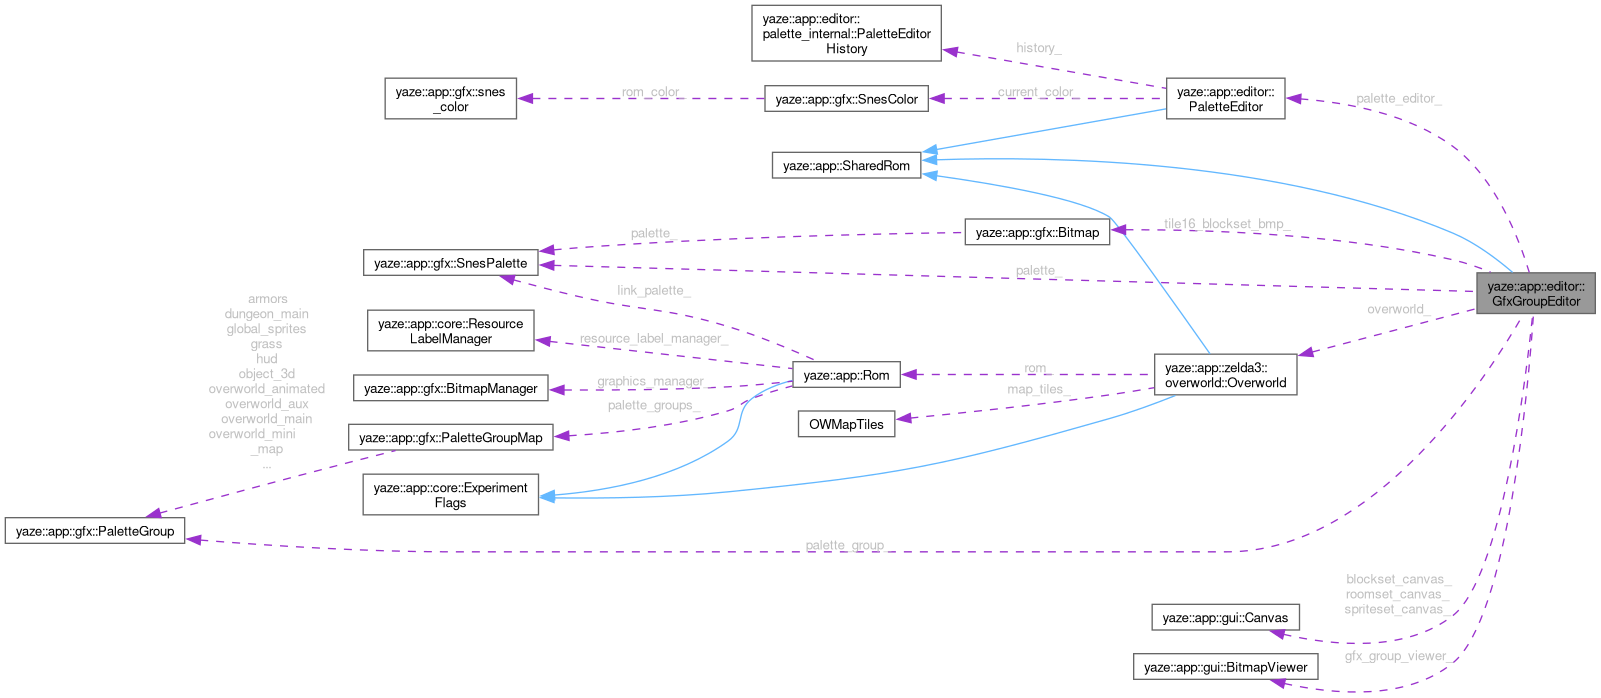 yaze::app::editor::
palette_internal::PaletteEditor
History
history_
yaze::app::gfx::snes
_color
rom_color_
yaze::app::gfx::SnesColor
current_color_
yaze::app::editor::
PaletteEditor
palette_editor_
yaze::app::SharedRom
tile16_blockset_bmp_
yaze::app::gfx::Bitmap
palette_
yaze::app::gfx::SnesPalette
palette_
yaze::app::editor::
GfxGroupEditor
link_palette_
armors
dungeon_main
global_sprites
grass
hud
object_3d
overworld_animated
overworld_aux
overworld_main
overworld_mini
_map
...
yaze::app::core::Resource
LabelManager
resource_label_manager_
overworld_
yaze::app::Rom
rom_
yaze::app::zelda3::
overworld::Overworld
yaze::app::gfx::BitmapManager
graphics_manager_
map_tiles_
palette_groups_
OWMapTiles
yaze::app::gfx::PaletteGroupMap
yaze::app::core::Experiment
Flags
yaze::app::gfx::PaletteGroup
palette_group_
blockset_canvas_
roomset_canvas_
spriteset_canvas_
yaze::app::gui::Canvas
gfx_group_viewer_
yaze::app::gui::BitmapViewer